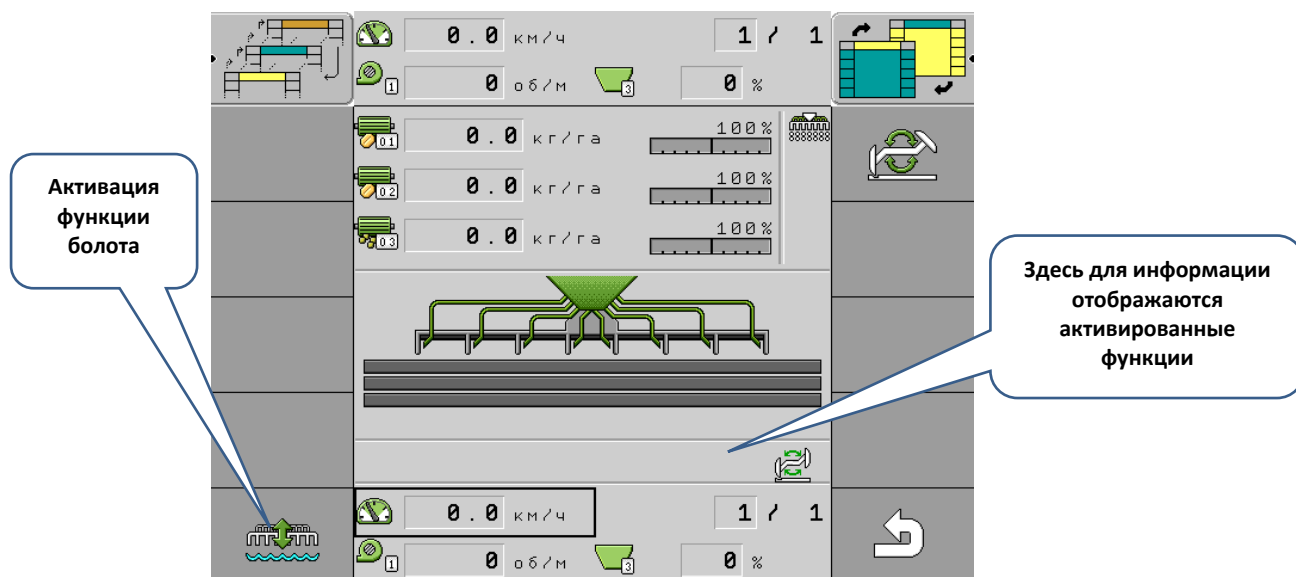 0.0 км/ч 1 / 1
1 0 об/м 3 0 %
01 0.0 кг/га 100%
02 0.0 кг/га 100%
03 0.0 кг/га 100%
Активация
функции
болота
Здесь для информации
отображаются
активированные
функции
0.0 км/ч 1 / 1
1 0 об/м 3 0 %